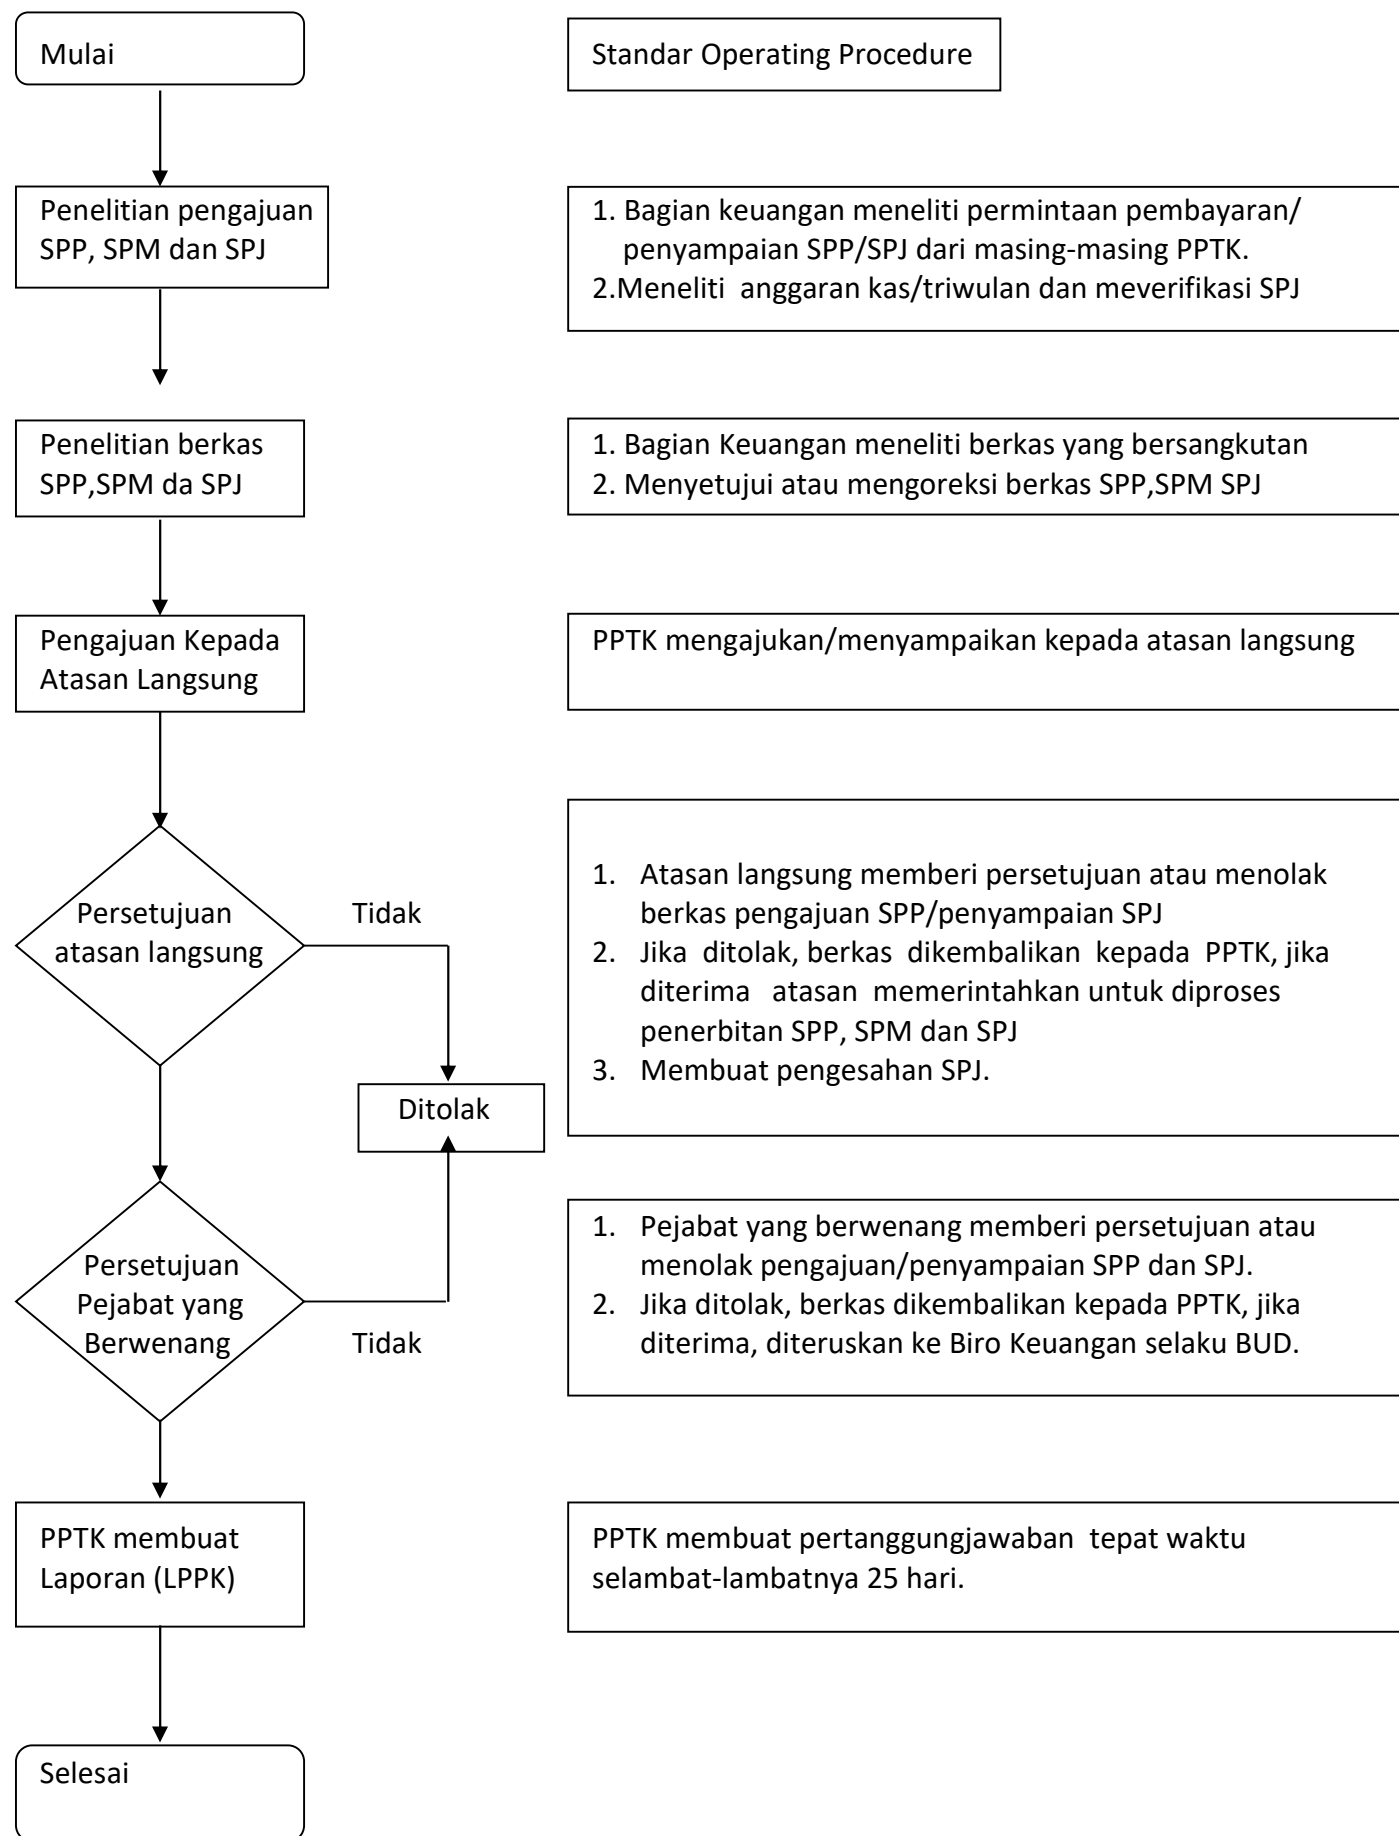 Mulai
Standar Operating Procedure
Penelitian pengajuan
SPP, SPM dan SPJ
1. Bagian keuangan meneliti permintaan pembayaran/
penyampaian SPP/SPJ dari masing-masing PPTK.
2.Meneliti anggaran kas/triwulan dan meverifikasi SPJ
Penelitian berkas
SPP,SPM da SPJ
1. Bagian Keuangan meneliti berkas yang bersangkutan
2. Menyetujui atau mengoreksi berkas SPP,SPM SPJ
Pengajuan Kepada
Atasan Langsung
PPTK mengajukan/menyampaikan kepada atasan langsung
Persetujuan
atasan langsung
Tidak
1. Atasan langsung memberi persetujuan atau menolak
berkas pengajuan SPP/penyampaian SPJ
2. Jika ditolak, berkas dikembalikan kepada PPTK, jika
diterima atasan memerintahkan untuk diproses
penerbitan SPP, SPM dan SPJ
3. Membuat pengesahan SPJ.
Ditolak
Persetujuan
Pejabat yang
Berwenang
Tidak
1. Pejabat yang berwenang memberi persetujuan atau
menolak pengajuan/penyampaian SPP dan SPJ.
2. Jika ditolak, berkas dikembalikan kepada PPTK, jika
diterima, diteruskan ke Biro Keuangan selaku BUD.
PPTK membuat
Laporan (LPPK)
PPTK membuat pertanggungjawaban tepat waktu
selambat-lambatnya 25 hari.
Selesai